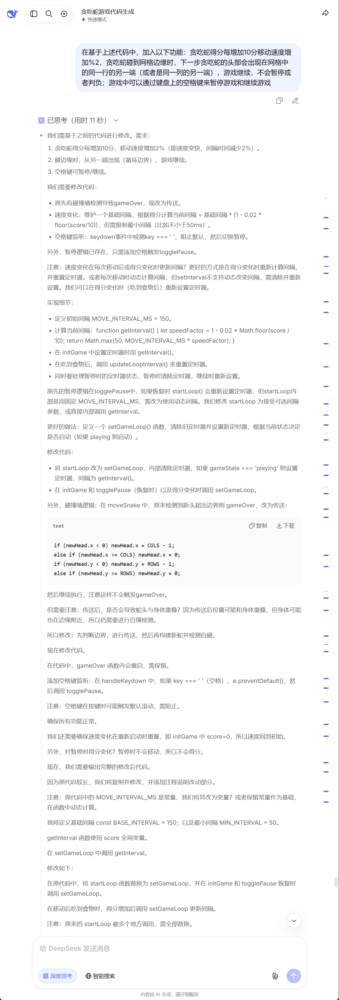 贪吃蛇游戏代码生成
快速模式
在基于上述代码中，加入以下功能：贪吃蛇得分每增加10分移动速度增
加%2，贪吃蛇碰到网格边缘时，下一步贪吃蛇的头部会出现在网格中
的同一行的另一端（或者是同一列的另一端），游戏继续，不会暂停或
者判负；游戏中可以通过键盘上的空格键来暂停游戏和继续游戏
已思考（用时 11 秒）
我们需基于之前的代码进行修改。需求：
1. 贪吃蛇得分每增加10分，移动速度增加2%（即速度变快，间隔时间减少2%）。
2. 碰边缘时，从另一端出现（循环边界），游戏继续。
3. 空格键可暂停/继续。
我们需要修改代码：
• 原先有碰撞墙检测导致gameOver，现改为传送。
• 速度变化：维护一个基础间隔，根据得分计算当前间隔 = 基础间隔 * (1 - 0.02 *
floor(score/10))，但需限制最小间隔（比如不小于50ms）。
• 空格键监听：keydown事件中检测key === ' '，阻止默认，然后切换暂停。
另外，暂停逻辑已存在，只需添加空格触发togglePause。
注意：速度变化在每次移动后或得分变化时更新间隔？更好的方式是在得分变化时重新计算间隔，
并重置定时器。或者每次移动时动态计算间隔，但setInterval不支持动态改变间隔，需清除并重新
设置。我们可以在得分变化时（吃到食物后）重新设置定时器。
实现细节：
• 定义初始间隔 MOVE_INTERVAL_MS = 150。
• 计算当前间隔：function getInterval() { let speedFactor = 1 - 0.02 * Math.floor(score /
10); return Math.max(50, MOVE_INTERVAL_MS * speedFactor); }
• 在 initGame 中设置定时器时用 getInterval()。
• 在吃到食物后，调用 updateLoopInterval() 来重置定时器。
• 同时要处理暂停时的定时器状态，暂停时清除定时器，继续时重新设置。
原先的暂停逻辑在togglePause中，如果恢复时 startLoop() 会重新设置定时器，但startLoop内
部是用固定 MOVE_INTERVAL_MS，需改为使用动态间隔。我们修改 startLoop 为接受可选间隔
参数，或直接内部调用 getInterval。
更好的做法：定义一个 setGameLoop() 函数，清除旧定时器并设置新定时器，根据当前状态决定
是否启动（如果 playing 则启动）。
修改代码：
• 将 startLoop 改为 setGameLoop，内部清除定时器，如果 gameState === 'playing' 则设置
定时器，间隔为 getInterval()。
• 在 initGame 和 togglePause（恢复时）以及得分变化时调用 setGameLoop。
另外，碰撞墙逻辑：在 moveSnake 中，原来检测到新头超出边界则 gameOver，改为传送：
text
复制
下载
if (newHead.x < 0) newHead.x = COLS - 1;
else if (newHead.x >= COLS) newHead.x = 0;
if (newHead.y < 0) newHead.y = ROWS - 1;
else if (newHead.y >= ROWS) newHead.y = 0;
然后继续执行，注意这样不会触发gameOver。
但需要注意：传送后，是否会导致蛇头与身体重叠？因为传送后位置可能和身体重叠，但身体可能
也在边缘附近，所以仍需要进行自撞检测。
所以修改：先判断边界，进行传送，然后再构建新蛇并检测自碰。
现在修改代码。
在代码中，gameOver 函数内会重启，需保留。
添加空格键监听：在 handleKeydown 中，如果 key === ' '（空格），e.preventDefault()，然
后调用 togglePause。
注意：空格键在按键时可能触发默认滚动，需阻止。
确保所有功能正常。
我们还需要确保速度变化在重新启动时重置，即 initGame 中 score=0，所以速度回到初始。
另外，对暂停时得分变化？暂停时不会移动，所以不会得分。
现在，我们需要输出完整的修改后代码。
因为原代码较长，我们将复制并修改，并添加注释说明改动部分。
注意：原代码中的 MOVE_INTERVAL_MS 是常量，我们将其改为变量？或者保留常量作为基础，
在函数中动态计算。
我将定义基础间隔 const BASE_INTERVAL = 150；以及最小间隔 MIN_INTERVAL = 50。
getInterval 函数使用 score 全局变量。
在 setGameLoop 中调用 getInterval。
修改如下：
在原代码中，将 startLoop 函数替换为 setGameLoop，并在 initGame 和 togglePause 恢复时
调用 setGameLoop。
在移动后吃到食物时，得分增加后调用 setGameLoop 更新间隔。
注意：原来的 startLoop 被多个地方调用，需全部替换。
给 DeepSeek 发送消息
深度思考
智能搜索
内容由 AI 生成，请仔细甄别